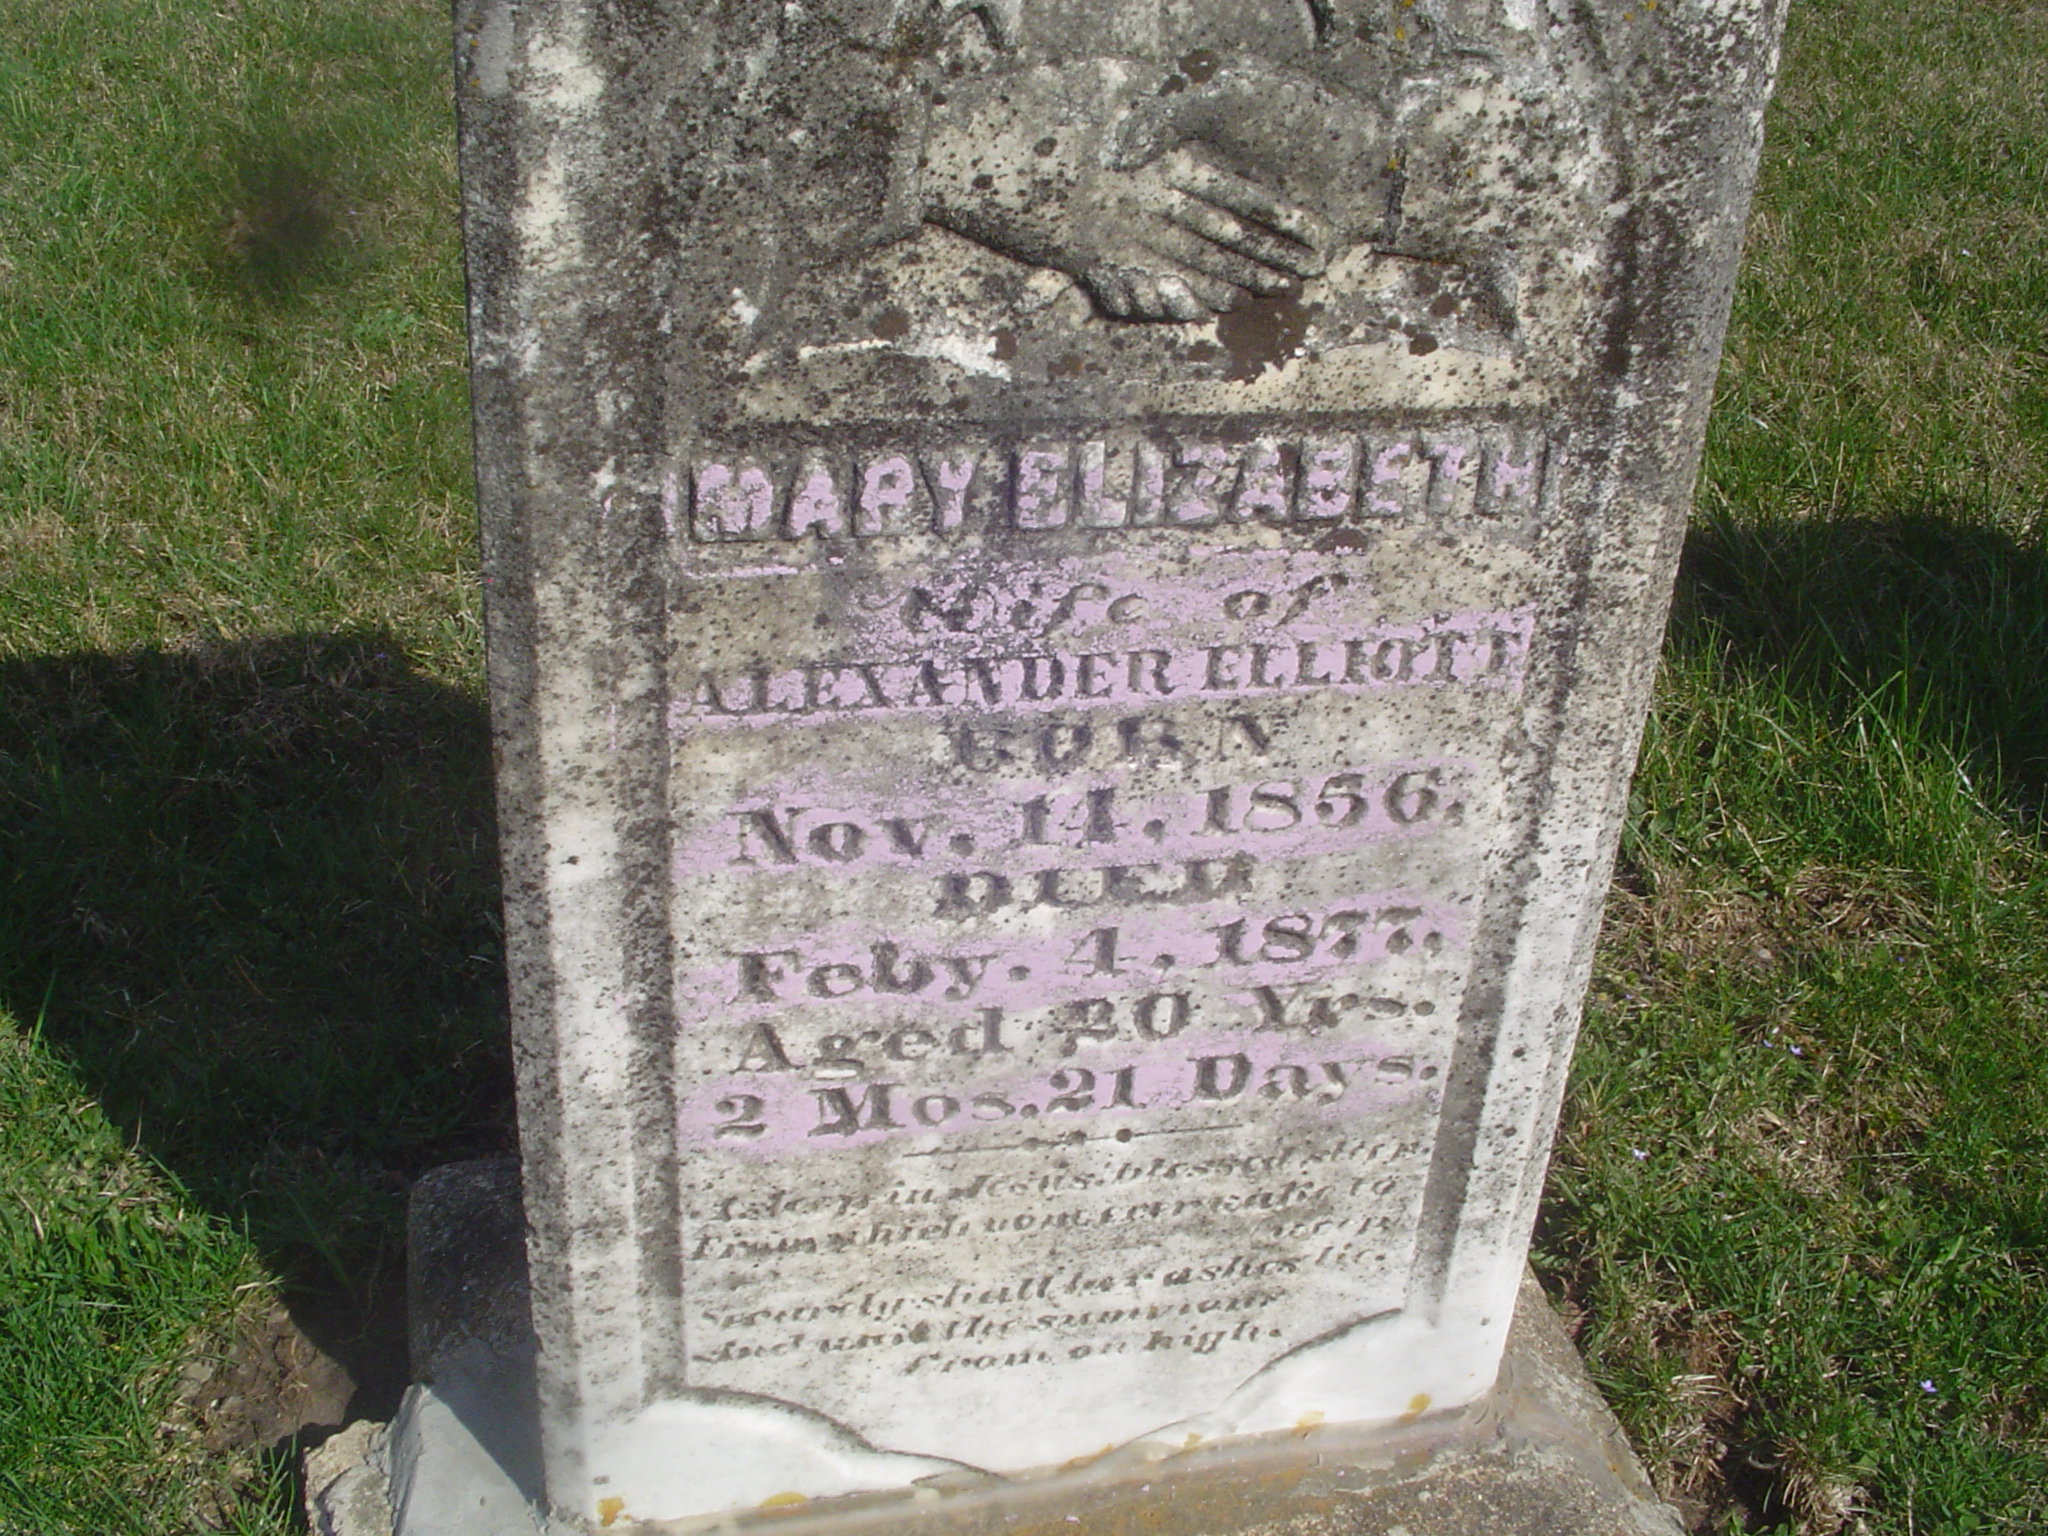 MARY ELIZABETH
Wife of
ALEXANDER ELLIOTT
BORN
Nov. 14, 1856.
DIED
Feby. 4, 1877.
Aged 20 Yrs.
2 Mos. 21 Days.
Asleep in Jesus: blessed sleep.
From which none ever wake to
weep.
Securely shall her ashes lie.
And wait the summons
from on high.